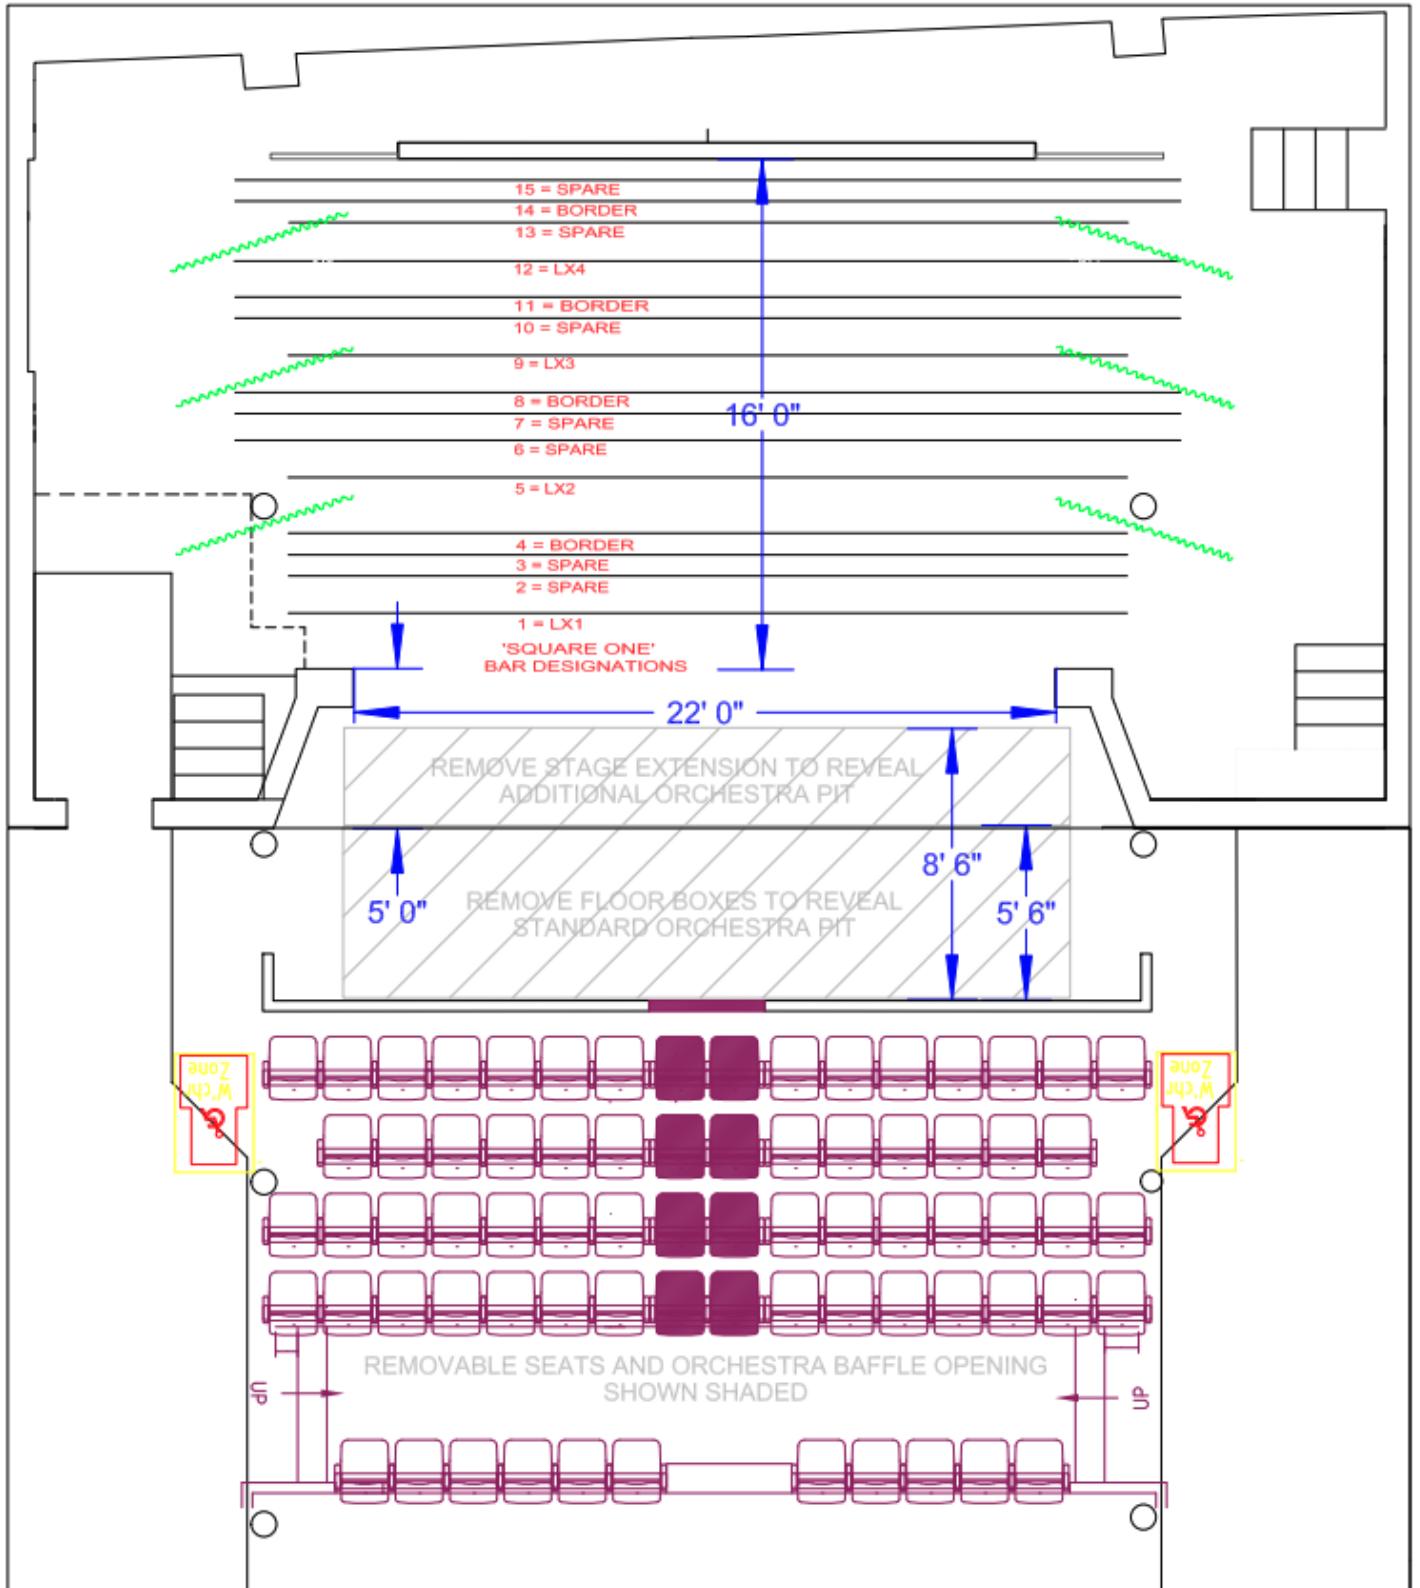 15 = SPARE
14 = BORDER
13 = SPARE
12 = LX4
11 = BORDER
10 = SPARE
9 = LX3
8 = BORDER
16' 0"
7 = SPARE
6 = SPARE
5 = LX2
4 = BORDER
3 = SPARE
2 = SPARE
1 = LX1
'SQUARE ONE'
BAR DESIGNATIONS
22' 0"
REMOVE STAGE EXTENSION TO REVEAL
ADDITIONAL ORCHESTRA PIT
8' 6"
5' 0"
REMOVE FLOOR BOXES TO REVEAL
STANDARD ORCHESTRA PIT
5' 6"
W'chr
Zone
W'chr
Zone
REMOVABLE SEATS AND ORCHESTRA BAFFLE OPENING
SHOWN SHADED
UP
UP